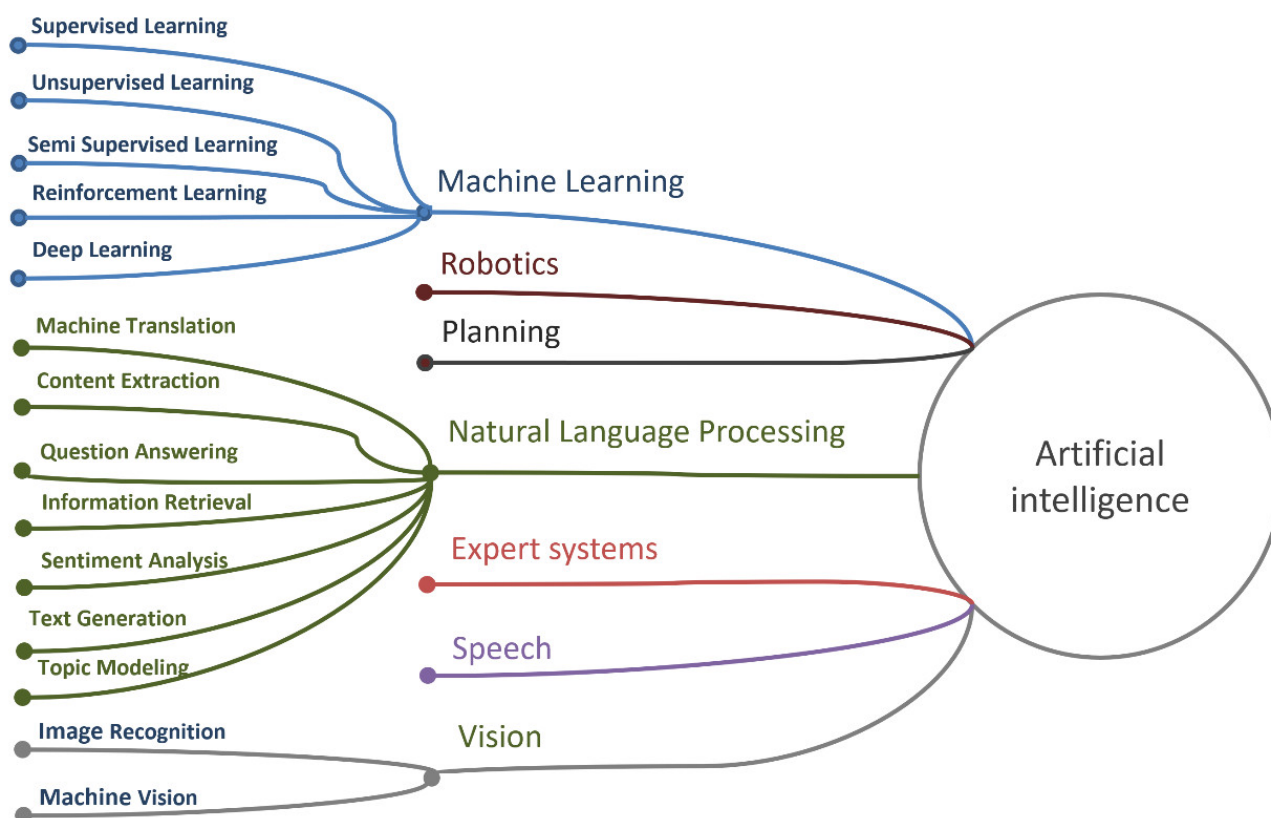 Supervised Learning
Unsupervised Learning
Semi Supervised Learning
Reinforcement Learning
Deep Learning
Machine Learning
Robotics
Planning
Machine Translation
Content Extraction
Question Answering
Information Retrieval
Sentiment Analysis
Text Generation
Topic Modeling
Natural Language Processing
Expert systems
Speech
Image Recognition
Machine Vision
Vision
Artificial
intelligence